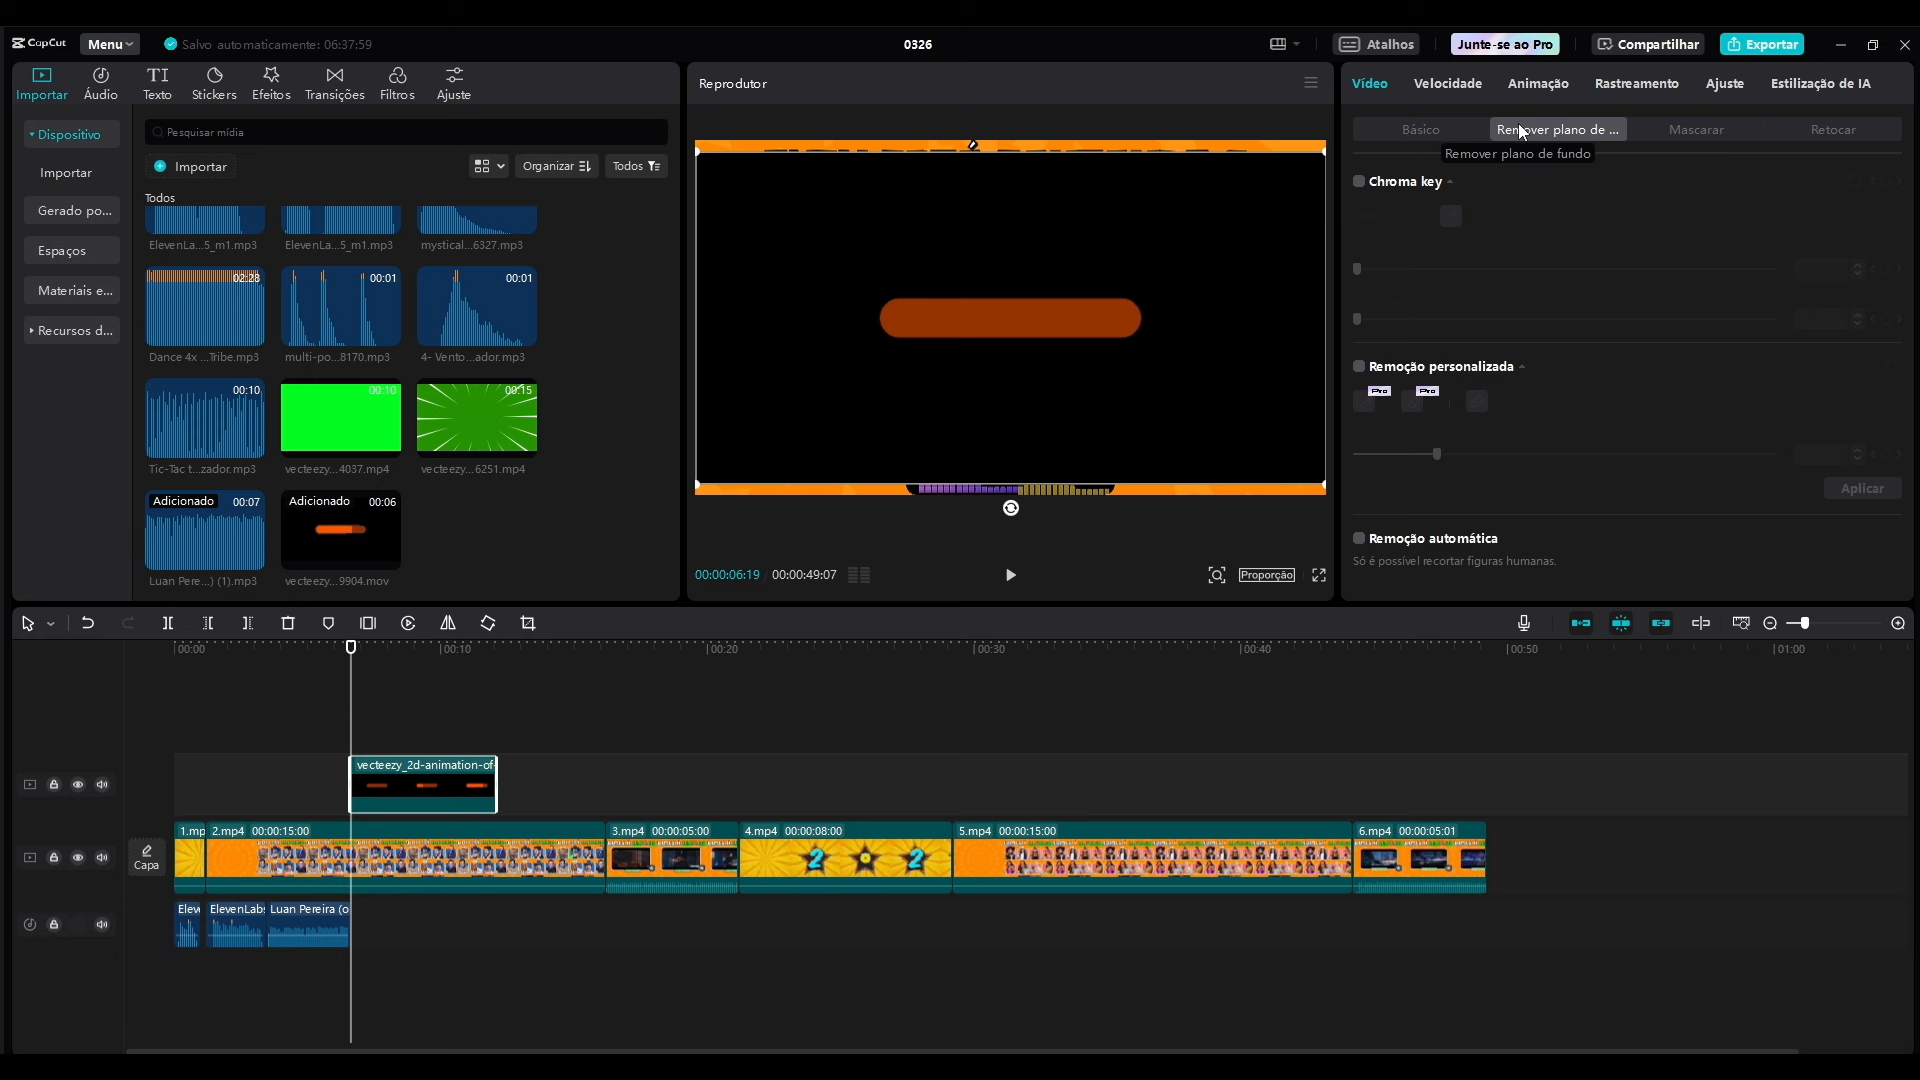 CapCut Menu Salvo automaticamente: 06:37:59 0326 Atalhos Junte-se ao Pro Compartilhar Exportar
Importar Áudio Texto Stickers Efeitos Transições Filtros Ajuste
Dispositivo
Importar
Gerado po...
Espaços
Materiais e...
Recursos d...
Pesquisar mídia
Importar Organizar Todos
Todos
ElevenLa...5_m1.mp3 ElevenLa...5_m1.mp3 mystical...6327.mp3
02:28 00:01 00:01
Dance 4x ...Tribe.mp3 multi-po...8170.mp3 4- Vento...ador.mp3
00:10 00:10 00:15
Tic-Tac t...zador.mp3 vecteezy...4037.mp4 vecteezy...6251.mp4
Adicionado 00:07 Adicionado 00:06
Luan Pere...) (1).mp3 vecteezy...9904.mov
Reprodutor
00:00:06:19 00:00:49:07 Proporção
Vídeo Velocidade Animação Rastreamento Ajuste Estilização de IA
Básico Remover plano de ... Mascarar Retocar
Remover plano de fundo
Chroma key
Remoção personalizada
Pro Pro
Aplicar
Remoção automática
Só é possível recortar figuras humanas.
00:00 00:10 00:20 00:30 00:40 00:50 01:00
vecteezy_2d-animation-of-
Capa
1.mp 2.mp4 00:00:15:00 3.mp4 00:00:05:00 4.mp4 00:00:08:00 5.mp4 00:00:15:00 6.mp4 00:00:05:01
2 2
Elev ElevenLabs Luan Pereira (o